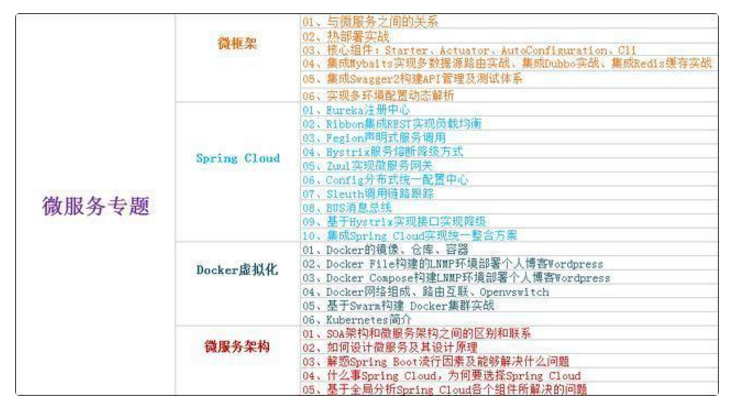 微服务专题
微框架
01、与微服务之间的关系
02、热部署实战
03、核心组件：Starter、Actuator、AutoConfiguration、Cli
04、集成Mybaits实现多数据源路由实战、集成Dubbo实战、集成Redis缓存实战
05、集成Swagger2构建API管理及测试体系
06、实现多环境配置动态解析
Spring Cloud
01、Eureka注册中心
02、Ribbon集成REST实现负载均衡
03、Fegion声明式服务调用
04、Hystrix服务熔断降级方式
05、Zuul实现微服务网关
06、Config分布式统一配置中心
07、Sleuth调用链路跟踪
08、BUS消息总线
09、基于Hystrix实现接口实现降级
10、集成Spring Cloud实现统一整合方案
Docker虚拟化
01、Docker的镜像、仓库、容器
02、Docker File构建的LNMP环境部署个人博客Wordpress
03、Docker Compose构建LNMP环境部署个人博客Wordpress
04、Docker网络组成、路由互联、Openvswitch
05、基于Swarm构建 Docker集群实战
06、Kubernetes简介
微服务架构
01、SOA架构和微服务架构之间的区别和联系
02、如何设计微服务及其设计原理
03、解惑Spring Boot流行因素及能够解决什么问题
04、什么事Spring Cloud，为何要选择Spring Cloud
05、基于全局分析Spring Cloud各个组件所解决的问题